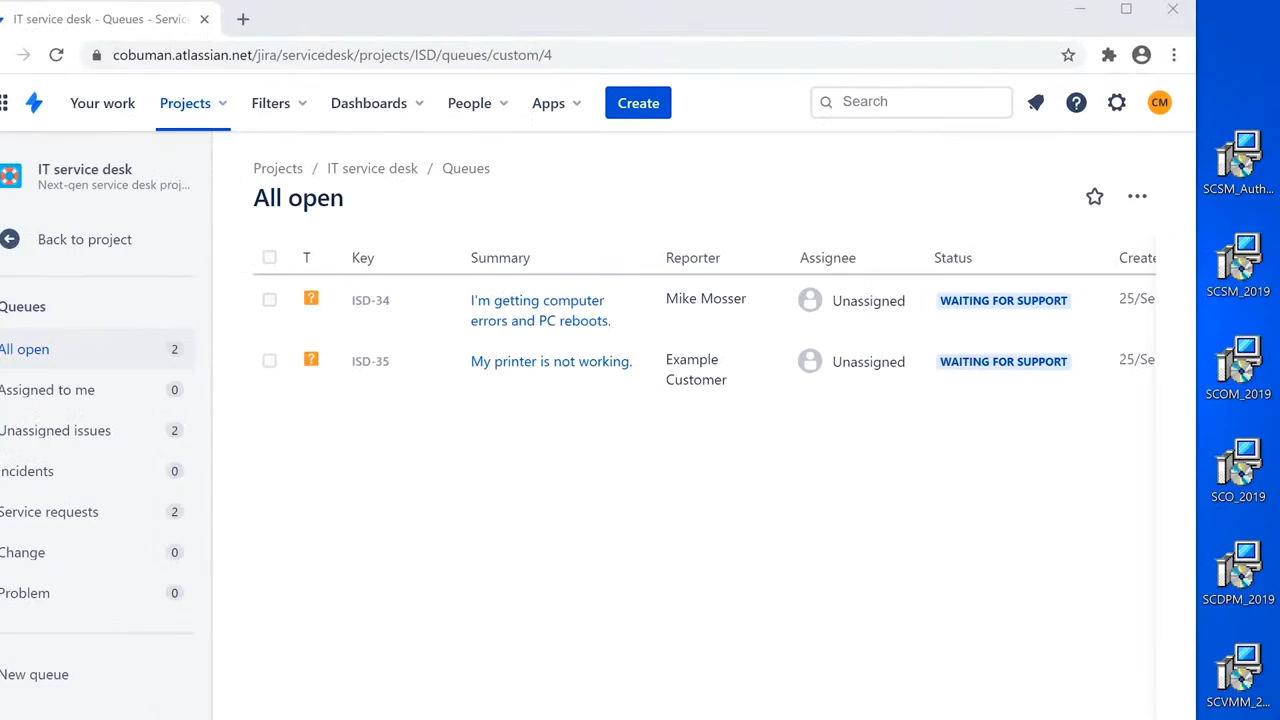 IT service desk - Queues - Servic
cobuman.atlassian.net/jira/servicedesk/projects/ISD/queues/custom/4
Your work Projects Filters Dashboards People Apps Create Search ? CM
IT service desk
Next-gen service desk proj...
Back to project
Queues
All open 2
Assigned to me 0
Unassigned issues 2
Incidents 0
Service requests 2
Change 0
Problem 0
New queue
Projects / IT service desk / Queues
All open
T Key Summary Reporter Assignee Status Create
? ISD-34 I'm getting computer errors and PC reboots. Mike Mosser Unassigned WAITING FOR SUPPORT 25/Se
? ISD-35 My printer is not working. Example Customer Unassigned WAITING FOR SUPPORT 25/Se
SCSM_Auth...
SCSM_2019
SCOM_2019
SCO_2019
SCDPM_2019
SCVMM_2...